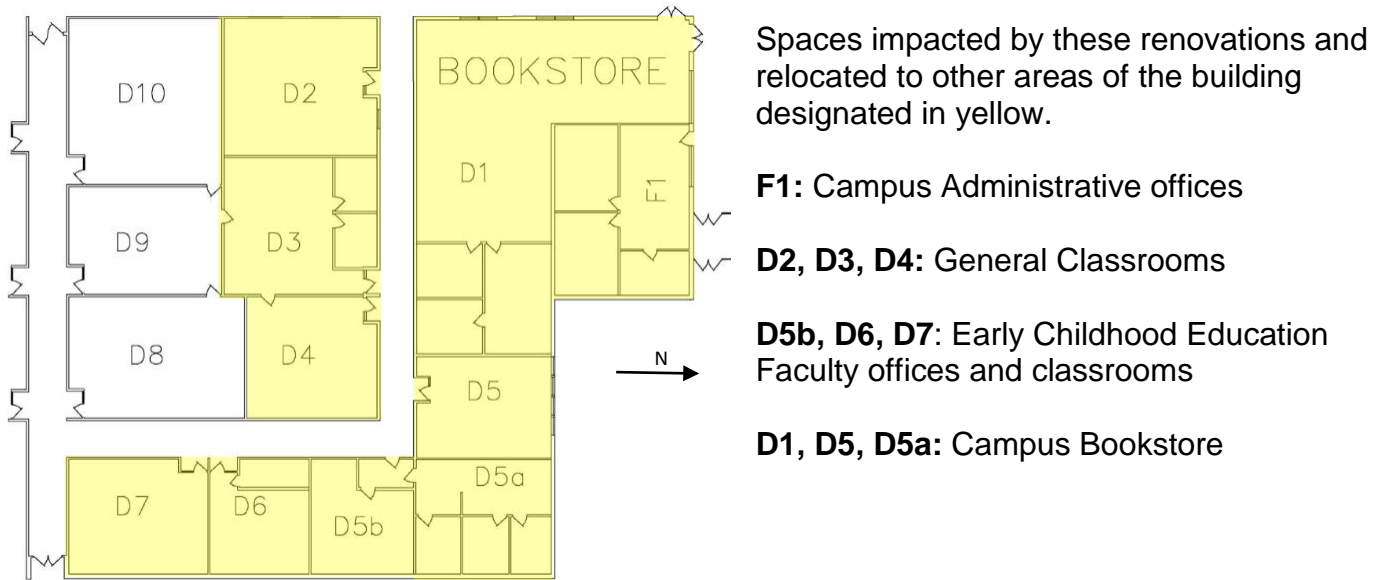 BOOKSTORE
D10
D2
D1
F1
D9
D3
D8
D4
D5
D5a
D7
D6
D5b
N
Spaces impacted by these renovations and
relocated to other areas of the building
designated in yellow.
F1: Campus Administrative offices
D2, D3, D4: General Classrooms
D5b, D6, D7: Early Childhood Education
Faculty offices and classrooms
D1, D5, D5a: Campus Bookstore